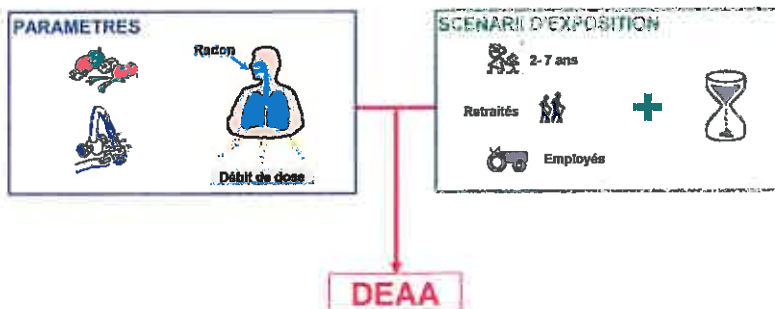 PARAMETRES
Radon
Débit de dose
SCENARII D'EXPOSITION
2-7 ans
Retraités
Employés
DEAA